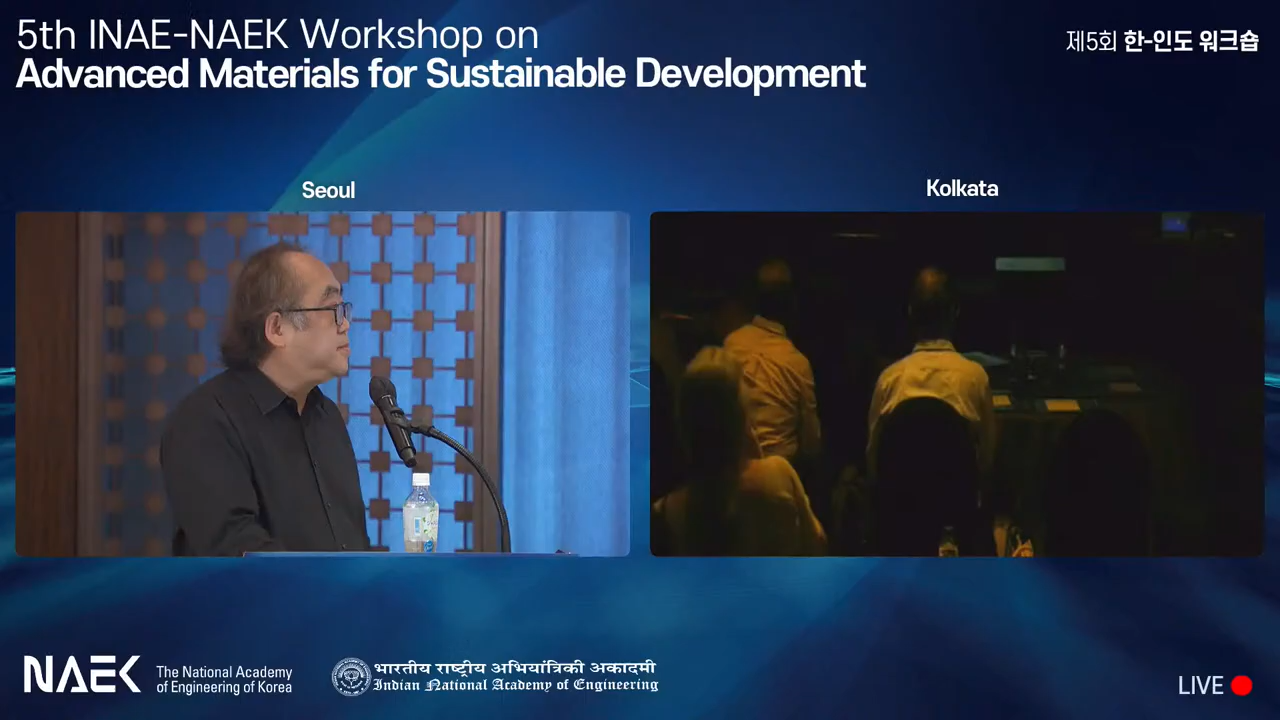 5th INAE-NAEK Workshop on
Advanced Materials for Sustainable Development
제5회 한-인도 워크숍
Seoul
Kolkata
NAEK
The National Academy
of Engineering of Korea
भारतीय राष्ट्रीय अभियांत्रिकी अकादमी
Indian National Academy of Engineering
LIVE